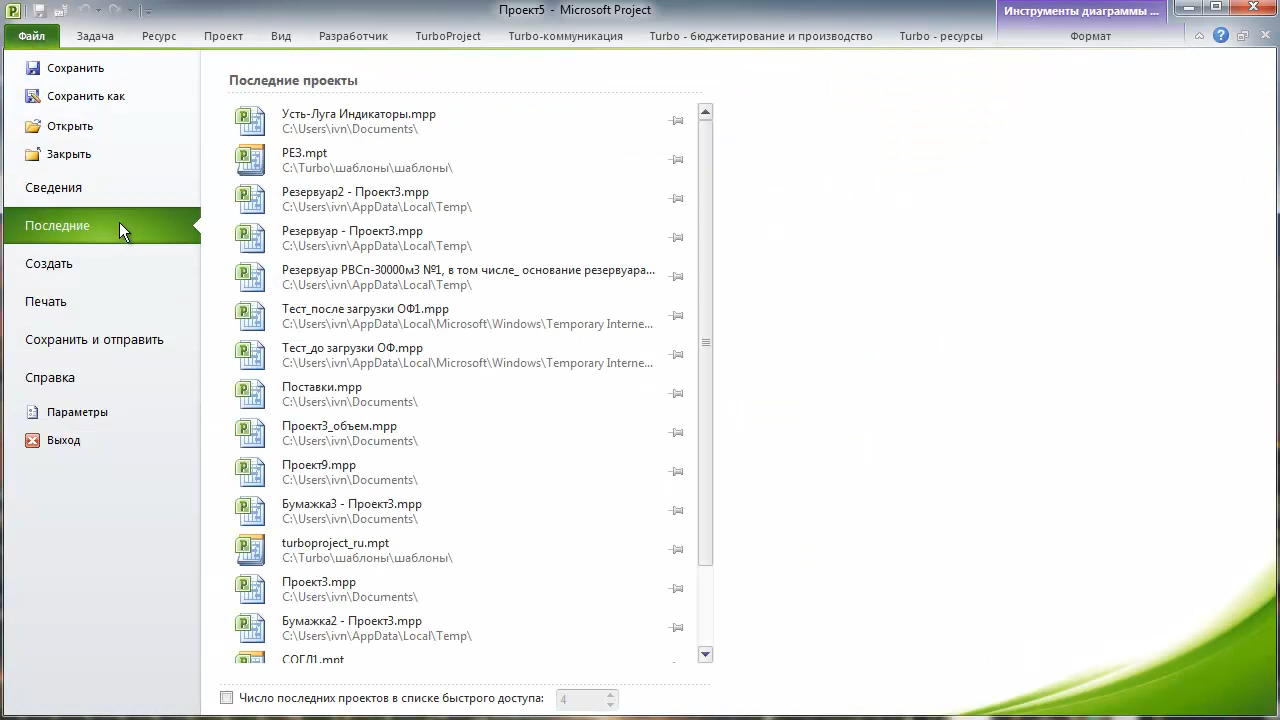 Проект5 - Microsoft Project
Инструменты диаграммы ...
Файл
Задача
Ресурс
Проект
Вид
Разработчик
TurboProject
Turbo-коммуникация
Turbo - бюджетирование и производство
Turbo - ресурсы
Формат
Сохранить
Сохранить как
Открыть
Закрыть
Сведения
Последние
Создать
Печать
Сохранить и отправить
Справка
Параметры
Выход
Последние проекты
Усть-Луга Индикаторы.mpp
C:\Users\ivn\Documents\
РЕЗ.mpt
C:\Turbo\шаблоны\шаблоны\
Резервуар2 - Проект3.mpp
C:\Users\ivn\AppData\Local\Temp\
Резервуар - Проект3.mpp
C:\Users\ivn\AppData\Local\Temp\
Резервуар РВСп-30000м3 №1, в том числе_ основание резервуара...
C:\Users\ivn\AppData\Local\Temp\
Тест_после загрузки ОФ1.mpp
C:\Users\ivn\AppData\Local\Microsoft\Windows\Temporary Interne...
Тест_до загрузки ОФ.mpp
C:\Users\ivn\AppData\Local\Microsoft\Windows\Temporary Interne...
Поставки.mpp
C:\Users\ivn\Documents\
Проект3_объем.mpp
C:\Users\ivn\Documents\
Проект9.mpp
C:\Users\ivn\Documents\
Бумажка3 - Проект3.mpp
C:\Users\ivn\Documents\
turboproject_ru.mpt
C:\Turbo\шаблоны\шаблоны\
Проект3.mpp
C:\Users\ivn\Documents\
Бумажка2 - Проект3.mpp
C:\Users\ivn\AppData\Local\Temp\
СОГЛ1.mpt
Число последних проектов в списке быстрого доступа:
4